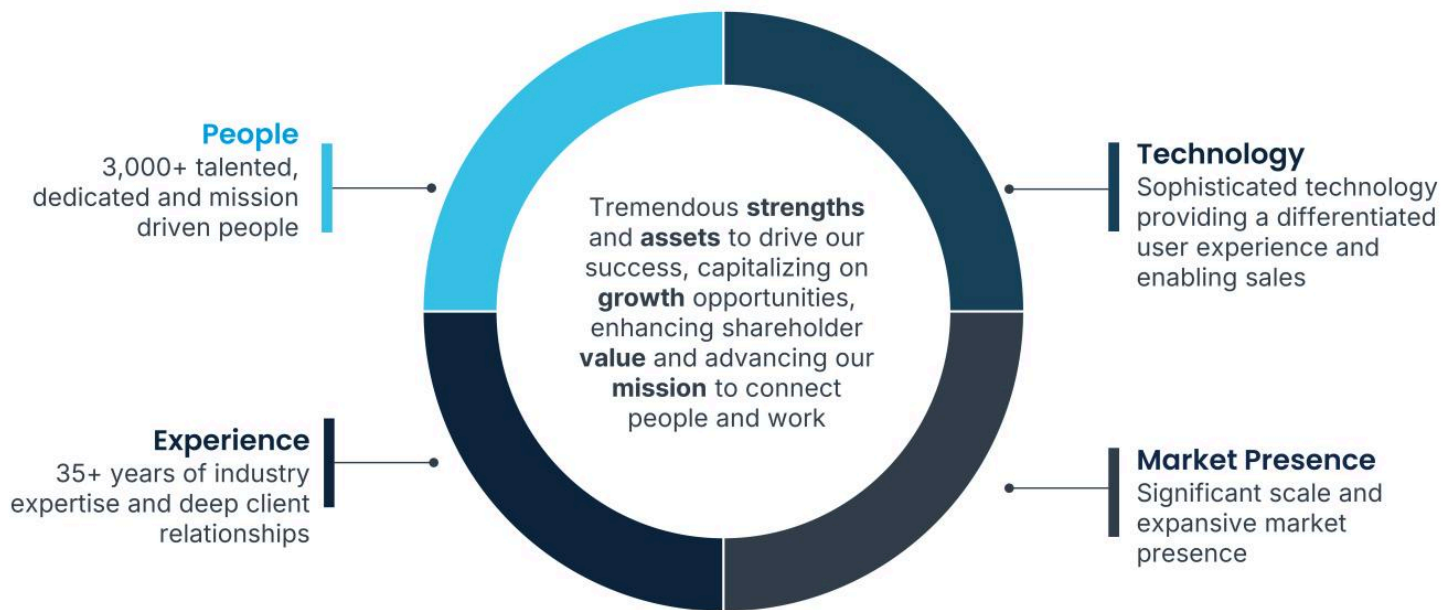 People
3,000+ talented,
dedicated and mission
driven people
Technology
Sophisticated technology
providing a differentiated
user experience and
enabling sales
Tremendous strengths
and assets to drive our
success, capitalizing on
growth opportunities,
enhancing shareholder
value and advancing our
mission to connect
people and work
Experience
35+ years of industry
expertise and deep client
relationships
Market Presence
Significant scale and
expansive market
presence